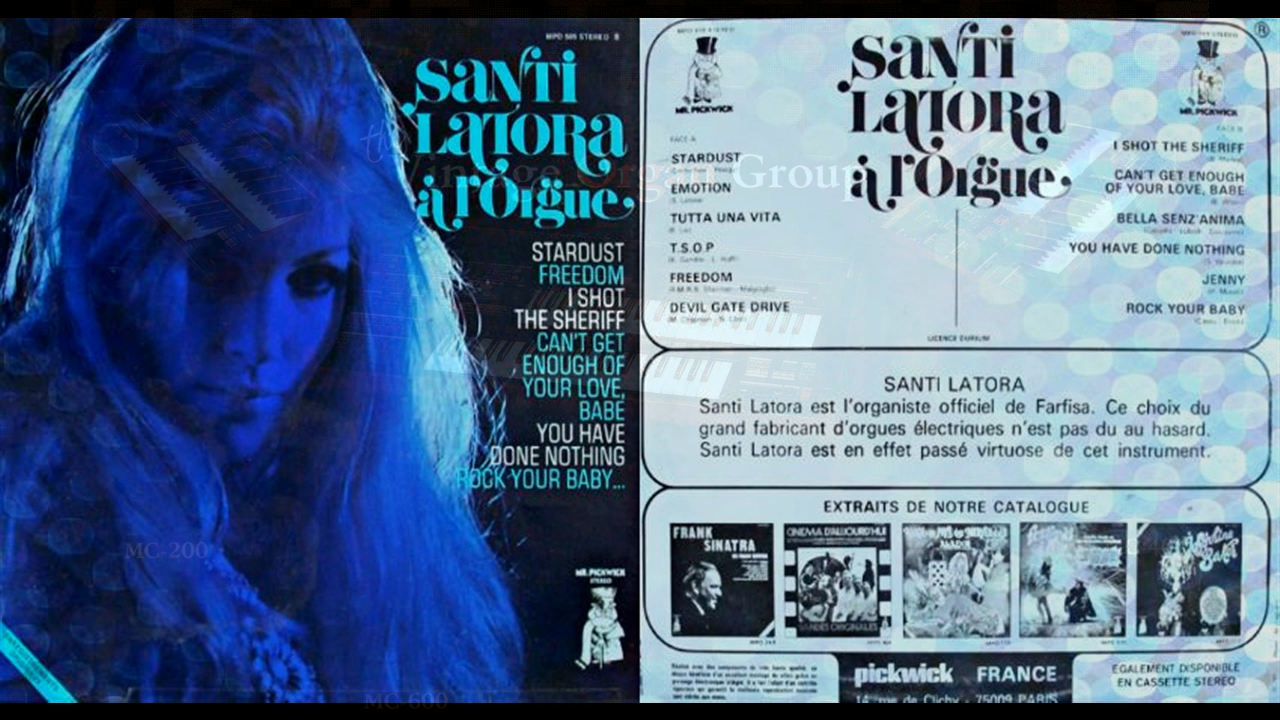 MPD 505 STEREO
SANTI
LATORA
à l'Orgue
STARDUST
FREEDOM
I SHOT
THE SHERIFF
CAN'T GET
ENOUGH OF
YOUR LOVE,
BABE
YOU HAVE
DONE NOTHING
ROCK YOUR BABY...
MR. PICKWICK
STEREO
MC-200
MC-600
the Vintage Organ Group
SANTI
LATORA
à l'Orgue
MR. PICKWICK
MR. PICKWICK
FACE A
STARDUST
EMOTION
TUTTA UNA VITA
T.S.O.P
FREEDOM
DEVIL GATE DRIVE
FACE B
I SHOT THE SHERIFF
CAN'T GET ENOUGH
OF YOUR LOVE, BABE
BELLA SENZ'ANIMA
YOU HAVE DONE NOTHING
JENNY
ROCK YOUR BABY
LICENCE DURIUM
SANTI LATORA
Santi Latora est l'organiste officiel de Farfisa. Ce choix du
grand fabricant d'orgues électriques n'est pas du au hasard.
Santi Latora est en effet passé virtuose de cet instrument.
EXTRAITS DE NOTRE CATALOGUE
FRANK
SINATRA
CINEMA D'AUJOURD'HUI
BANDES ORIGINALES
pickwick FRANCE
14, rue de Clichy - 75009 PARIS
EGALEMENT DISPONIBLE
EN CASSETTE STEREO